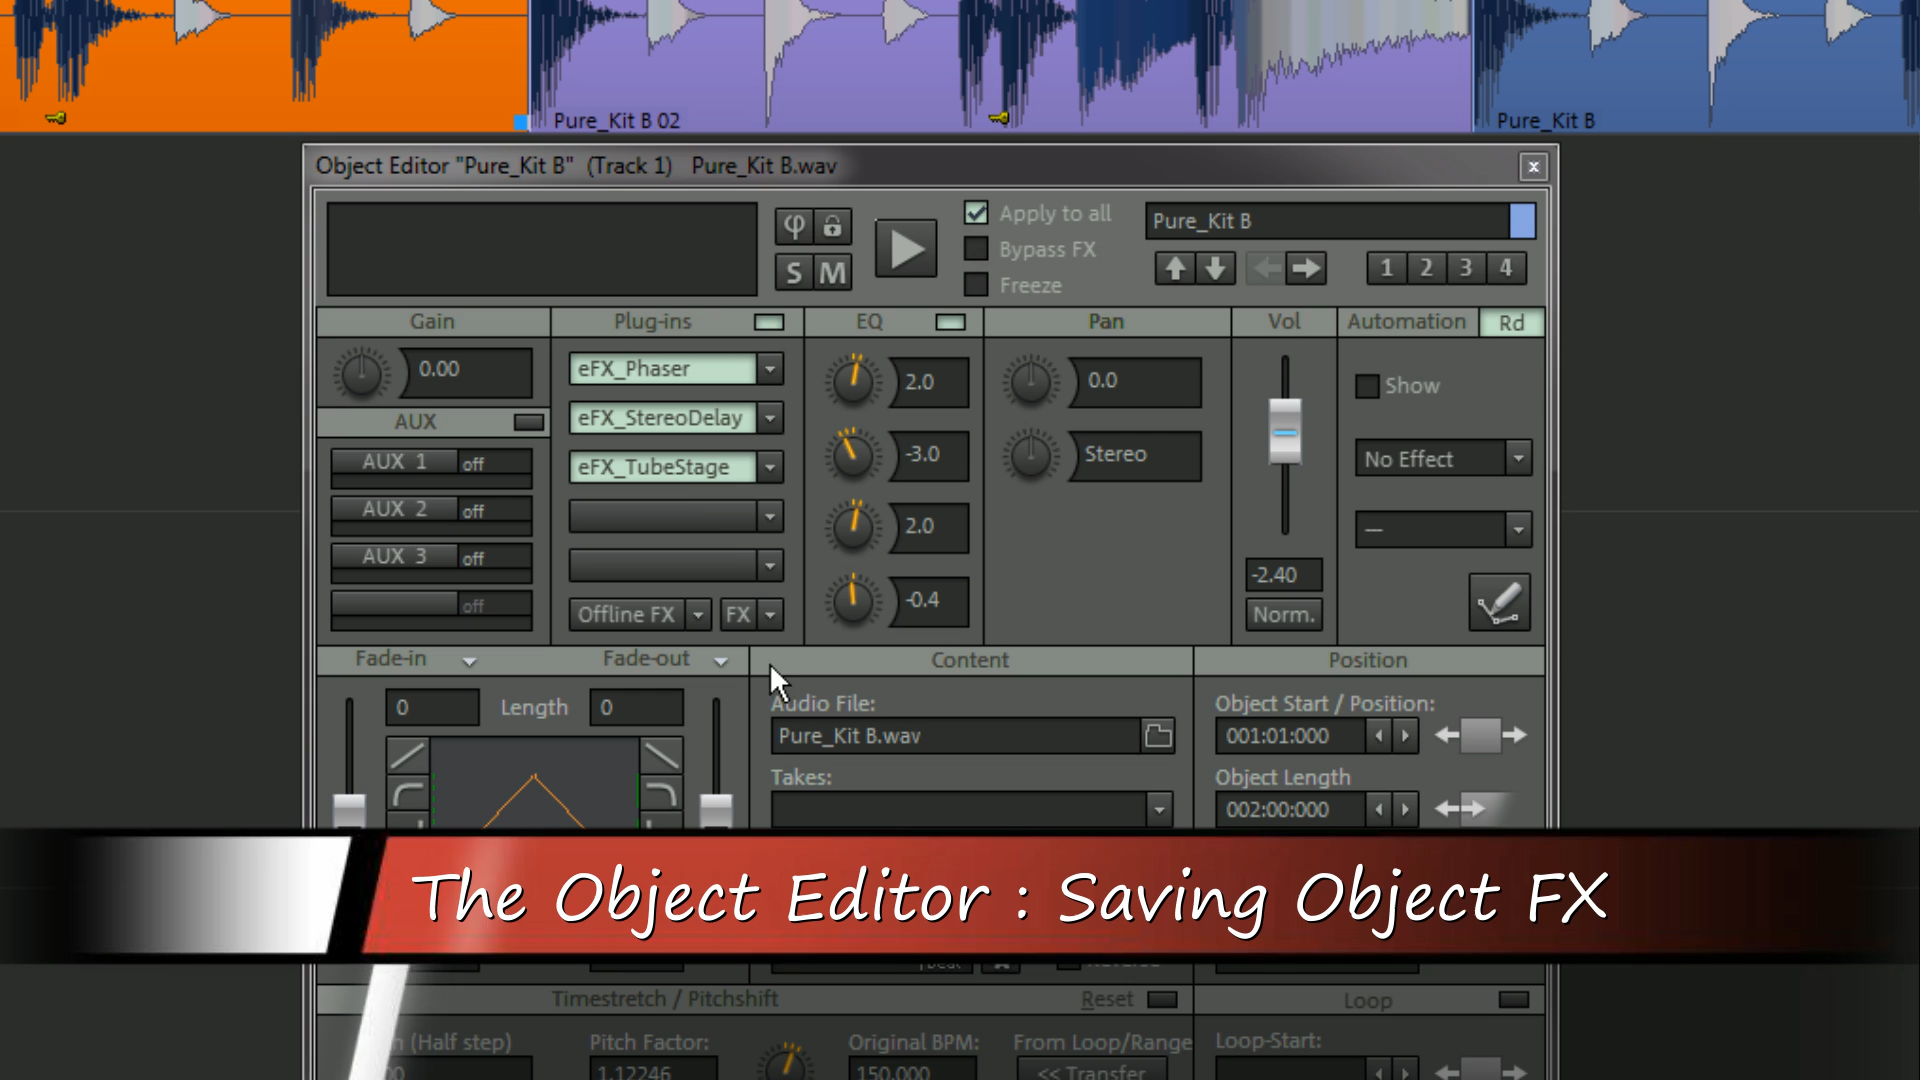 Pure_Kit B 02
Pure_Kit B
Object Editor "Pure_Kit B" (Track 1) Pure_Kit B.wav
x
φ
S M
Apply to all
Bypass FX
Freeze
Pure_Kit B
1 2 3 4
Gain
Plug-ins
EQ
Pan
Vol
Automation
Rd
0.00
AUX
AUX 1 off
AUX 2 off
AUX 3 off
off
eFX_Phaser
eFX_StereoDelay
eFX_TubeStage
Offline FX
FX
2.0
-3.0
2.0
-0.4
0.0
Stereo
-2.40
Norm.
Show
No Effect
—
Fade-in
Fade-out
0 Length 0
Content
Audio File:
Pure_Kit B.wav
Takes:
Position
Object Start / Position:
001:01:000
Object Length
002:00:000
The Object Editor : Saving Object FX
Timestretch / Pitchshift
Reset
Loop
(Half step)
Pitch Factor:
1.12246
Original BPM:
150.000
From Loop/Range
<< Transfer
Loop-Start: